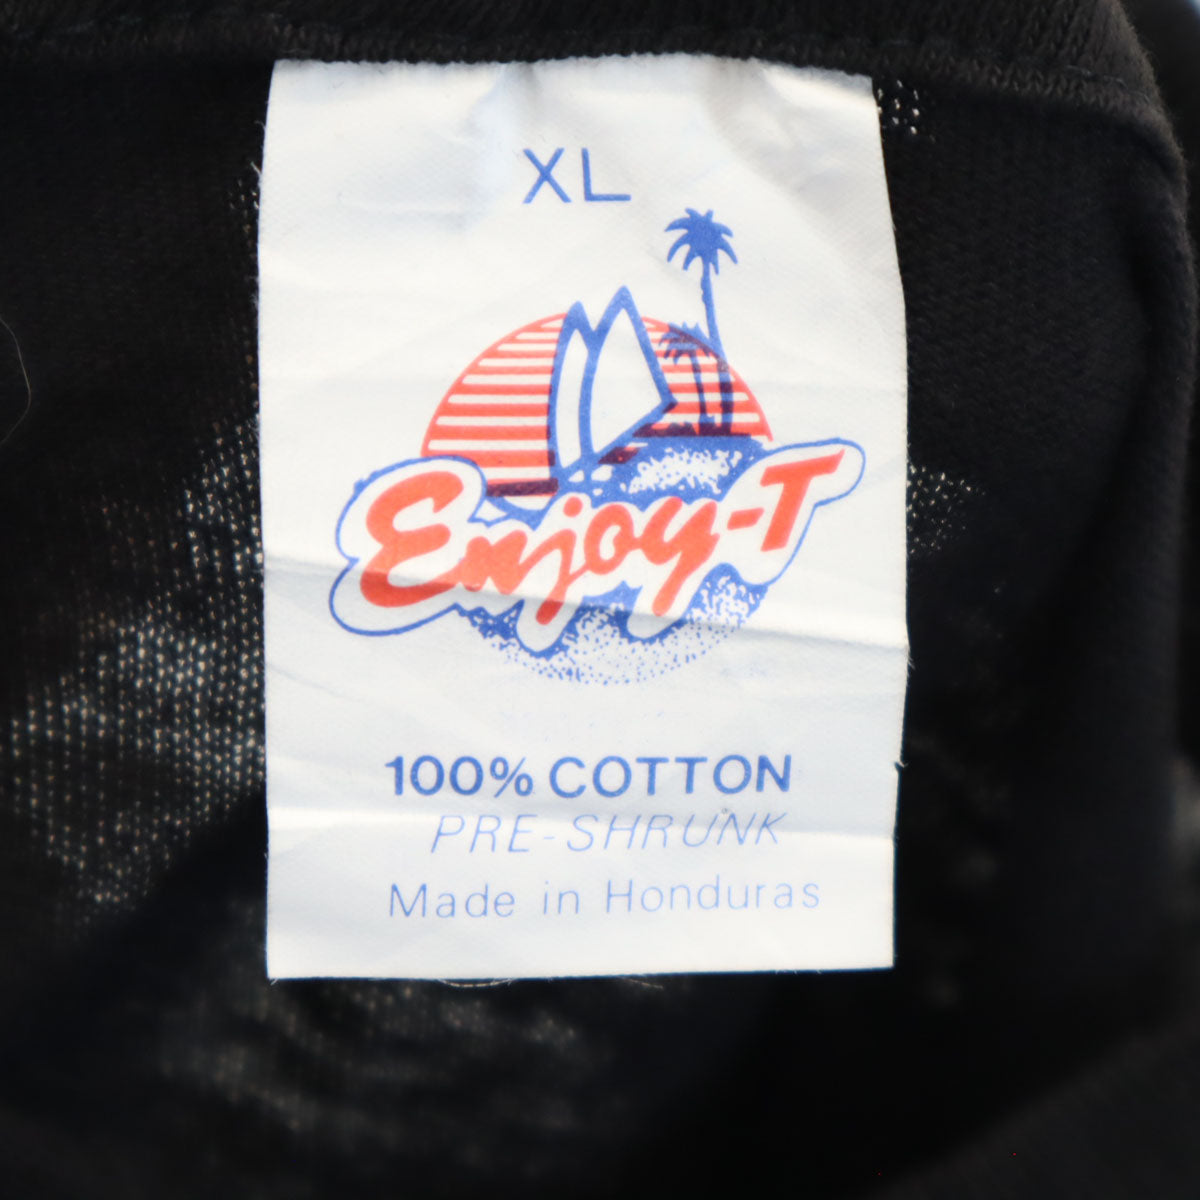 XL
Enjoy-T
100% COTTON
PRE-SHRUNK
Made in Honduras